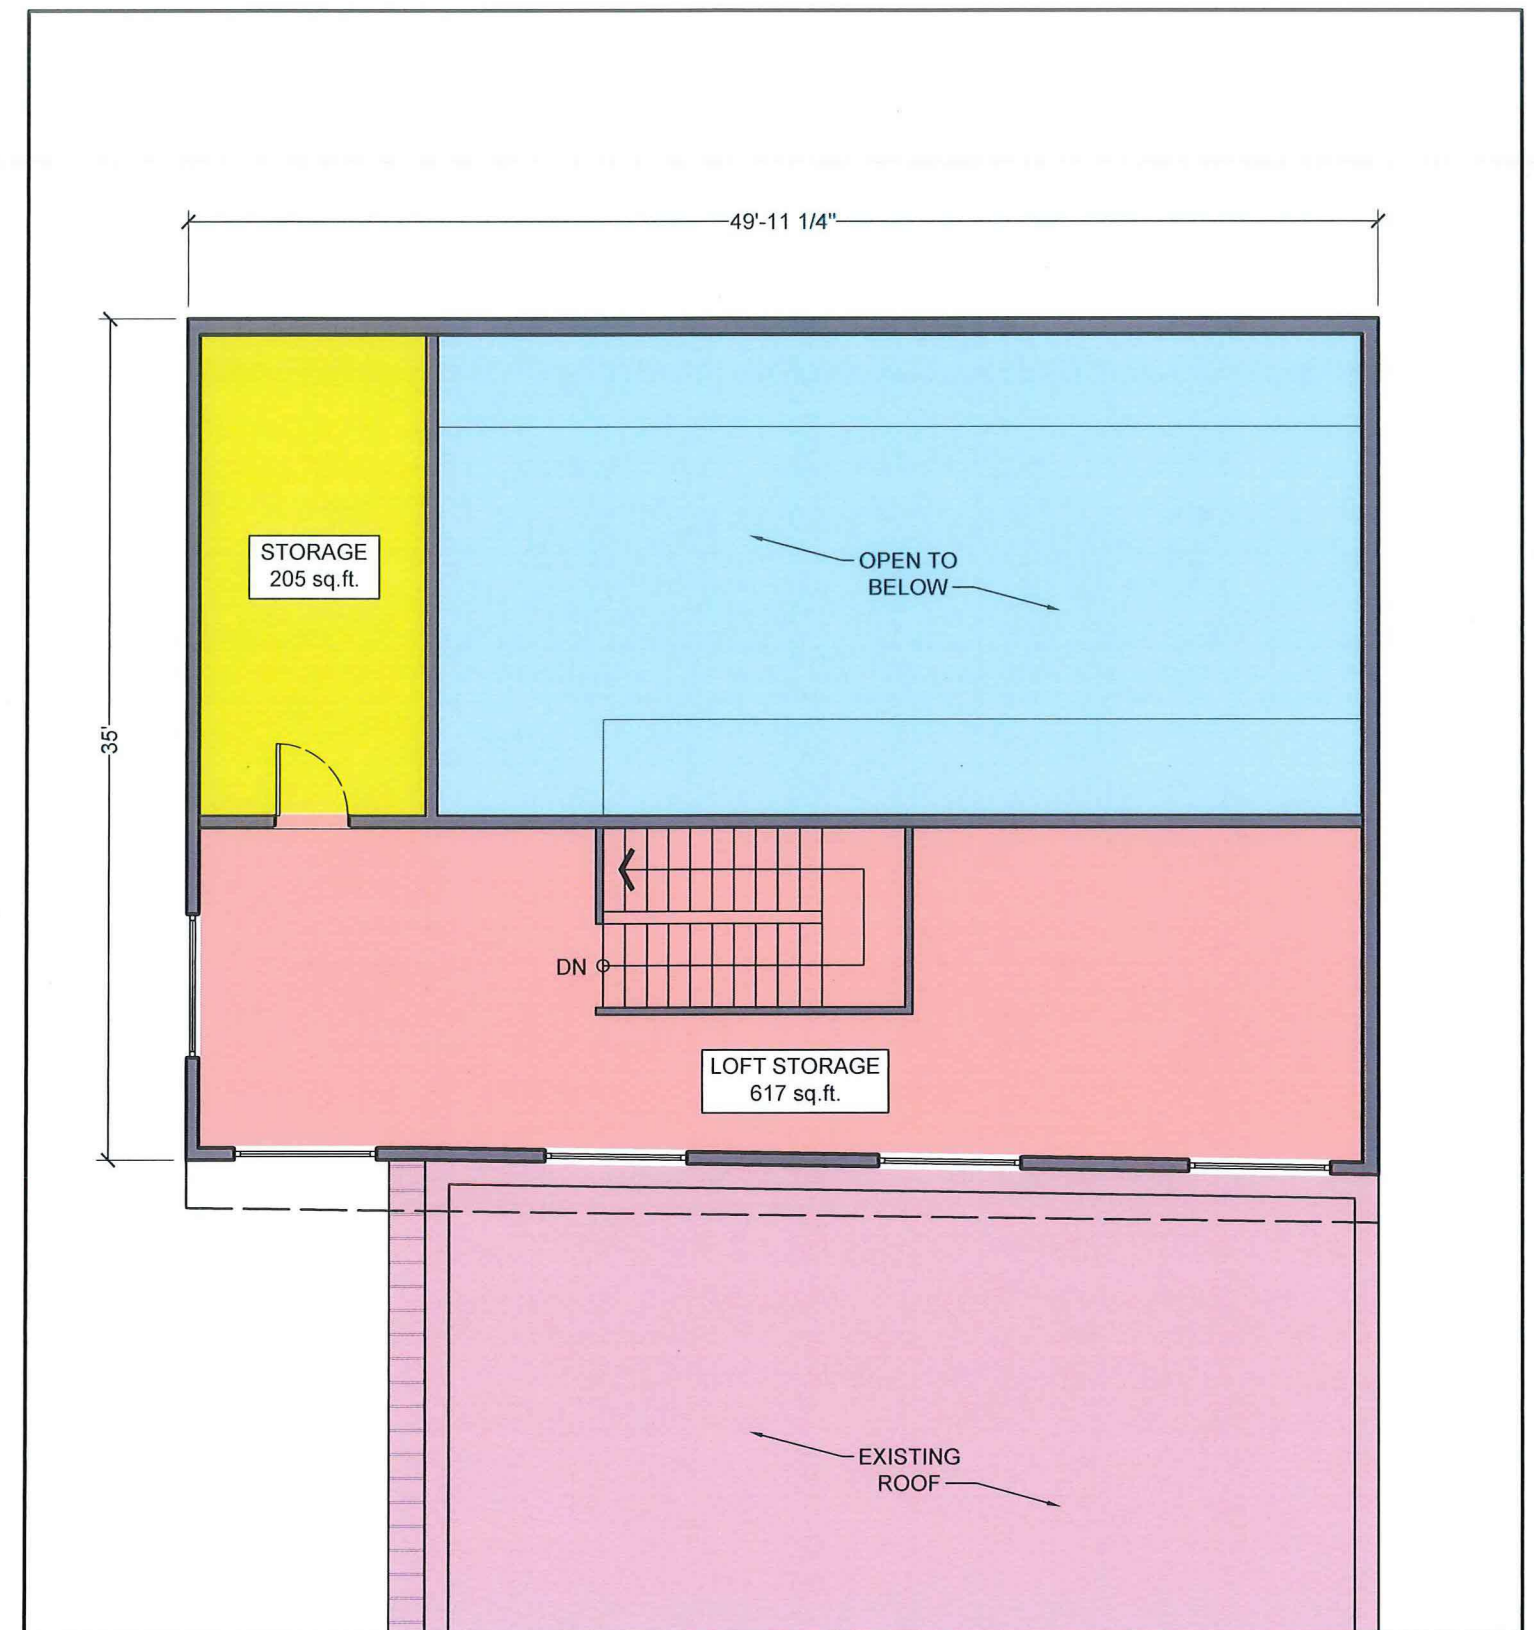 49'-11 1/4"
35'
STORAGE
205 sq.ft.
OPEN TO
BELOW
DN
LOFT STORAGE
617 sq.ft.
EXISTING
ROOF